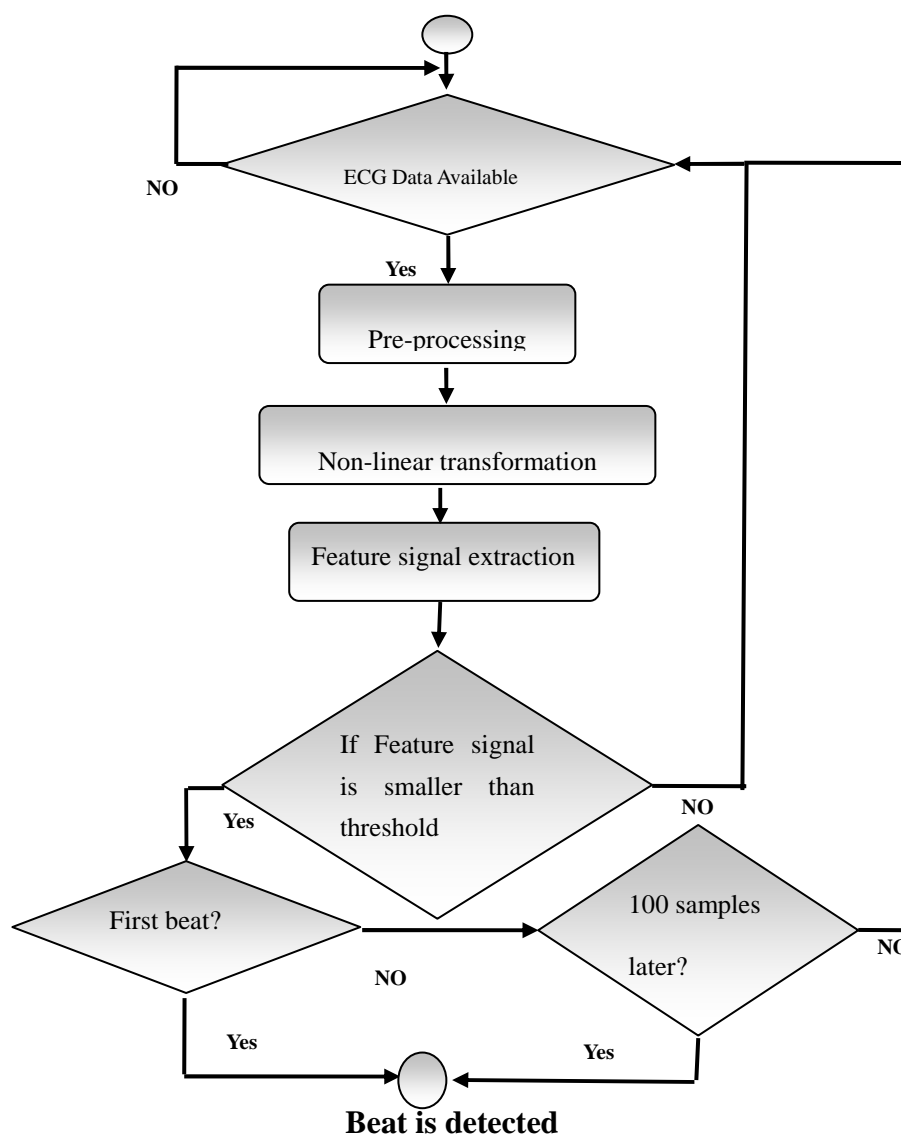 ECG Data Available
NO
Yes
Pre-processing
Non-linear transformation
Feature signal extraction
If Feature signal
is smaller than
threshold
NO
Yes
First beat?
100 samples
later?
NO
NO
Yes
Yes
Beat is detected